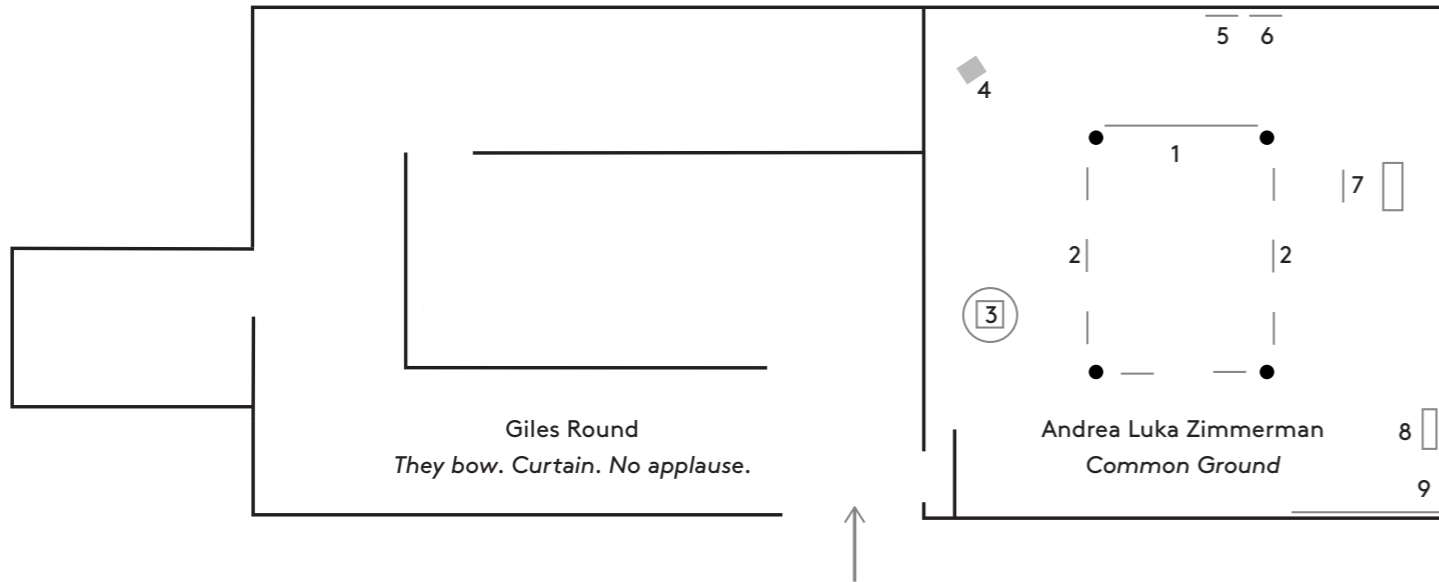 5 6
4
1
7
2 2
3
Giles Round
They bow. Curtain. No applause.
Andrea Luka Zimmerman
Common Ground
8
9